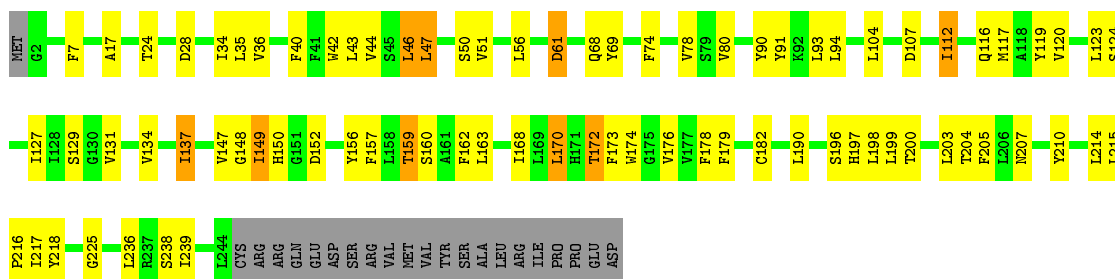 MET G2 F7 A17 T24 D28 I34 L35 V36 F40 F41 W42 L43 V44 S45 L46 L47 S50 V51 L56 D61 Q68 Y69 F74 V78 S79 V80 Y90 Y91 K92 L93 L94 L104 D107 I112 Q116 M117 A118 Y119 V120 L123 S124
I127 I128 S129 G130 V131 V134 I137 V147 G148 I149 H150 G151 D152 Y156 F157 L158 T159 S160 A161 F162 L163 I168 L169 L170 H171 T172 F173 W174 G175 V176 V177 F178 F179 C182 L190 S196 H197 L198 L199 T200 L203 T204 F205 L206 N207 Y210 L214 L215
P216 I217 Y218 G225 L236 R237 S238 I239 L244 CYS ARG ARG GLN GLU ASP SER ARG VAL MET VAL TYR SER ALA LEU ARG ILE PRO PRO GLU ASP